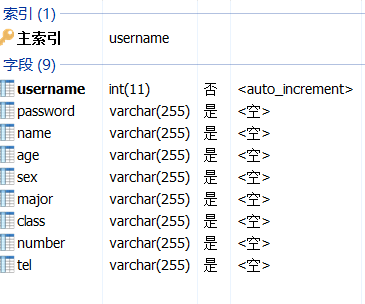 索引 (1)
主索引 username
字段 (9)
username int(11) 否 <auto_increment>
password varchar(255) 是 <空>
name varchar(255) 是 <空>
age varchar(255) 是 <空>
sex varchar(255) 是 <空>
major varchar(255) 是 <空>
class varchar(255) 是 <空>
number varchar(255) 是 <空>
tel varchar(255) 是 <空>